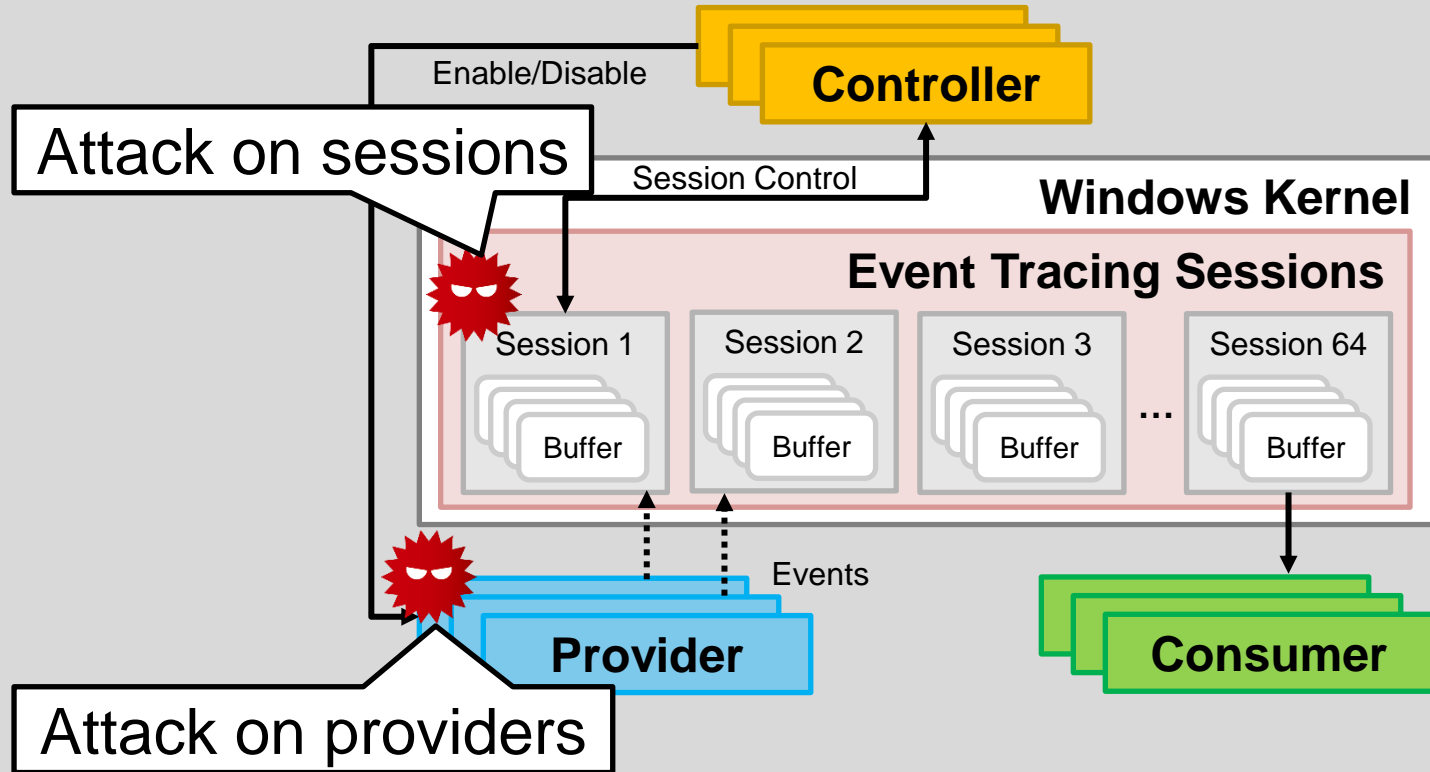 Enable/Disable
Controller
Attack on sessions
Session Control
Windows Kernel
Event Tracing Sessions
Session 1
Session 2
Session 3
Session 64
...
Buffer
Buffer
Buffer
Buffer
Events
Provider
Consumer
Attack on providers